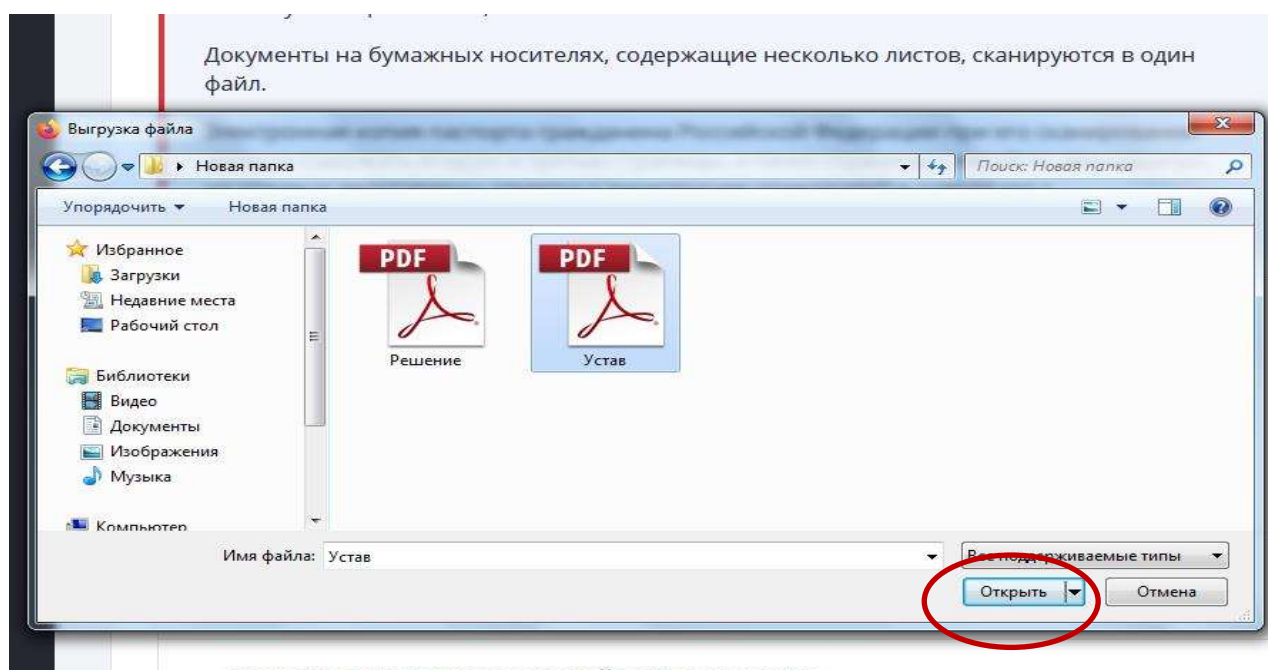 Документы на бумажных носителях, содержащие несколько листов, сканируются в один
файл.
Выгрузка файла
Новая папка
Поиск: Новая папка
Упорядочить
Новая папка
Избранное
Загрузки
Недавние места
Рабочий стол
Библиотеки
Видео
Документы
Изображения
Музыка
Компьютер
PDF
Решение
PDF
Устав
Имя файла: Устав
Все поддерживаемые типы
Открыть
Отмена